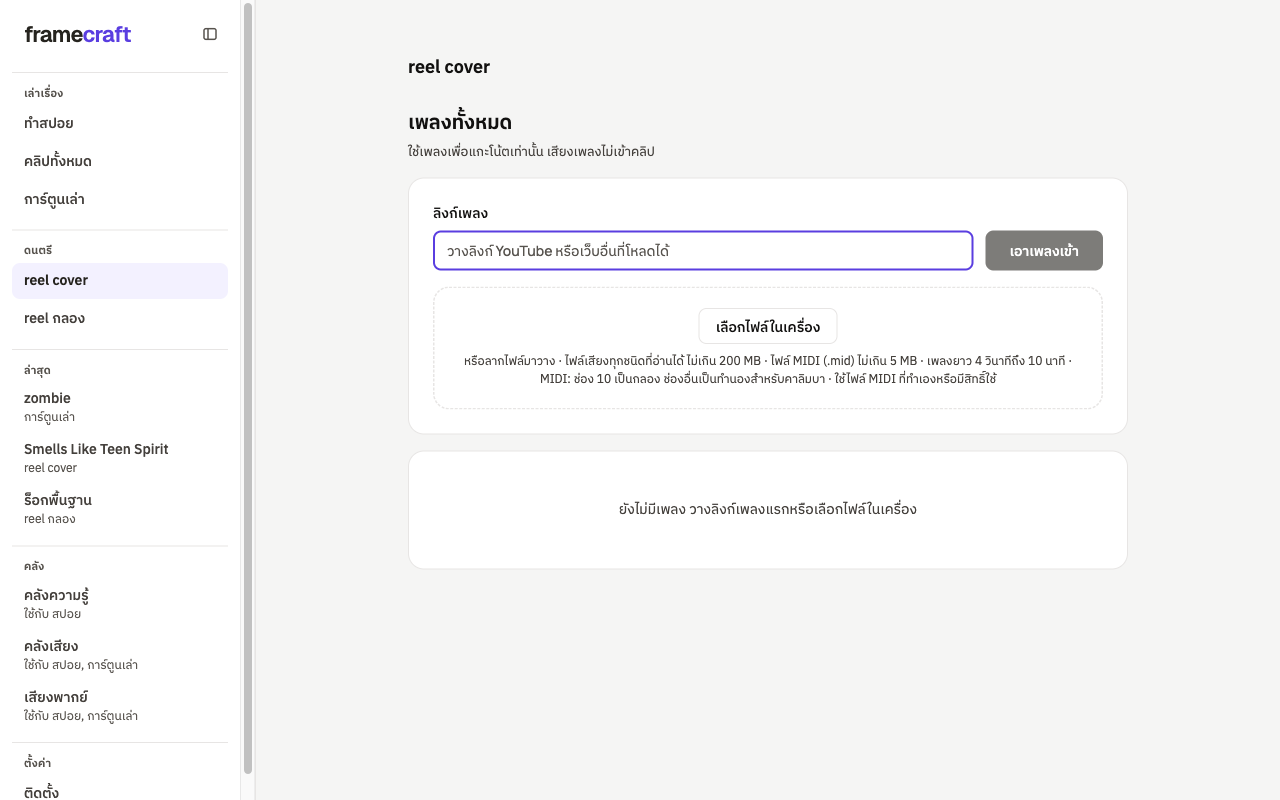 framecraft
เล่าเรื่อง
ทำสปอย
คลิปทั้งหมด
การ์ตูนเล่า
ดนตรี
reel cover
reel กลอง
ล่าสุด
zombie
การ์ตูนเล่า
Smells Like Teen Spirit
reel cover
ร็อกพื้นฐาน
reel กลอง
คลัง
คลังความรู้
ใช้กับ สปอย
คลังเสียง
ใช้กับ สปอย, การ์ตูนเล่า
เสียงพากย์
ใช้กับ สปอย, การ์ตูนเล่า
ตั้งค่า
ติดตั้ง
reel cover
เพลงทั้งหมด
ใช้เพลงเพื่อแกะโน้ตเท่านั้น เสียงเพลงไม่เข้าคลิป
ลิงก์เพลง
วางลิงก์ YouTube หรือเว็บอื่นที่โหลดได้
เอาเพลงเข้า
เลือกไฟล์ในเครื่อง
หรือลากไฟล์มาวาง · ไฟล์เสียงทุกชนิดที่อ่านได้ ไม่เกิน 200 MB · ไฟล์ MIDI (.mid) ไม่เกิน 5 MB · เพลงยาว 4 วินาทีถึง 10 นาที ·
MIDI: ช่อง 10 เป็นกลอง ช่องอื่นเป็นทำนองสำหรับคาลิมบา · ใช้ไฟล์ MIDI ที่ทำเองหรือมีสิทธิ์ใช้
ยังไม่มีเพลง วางลิงก์เพลงแรกหรือเลือกไฟล์ในเครื่อง